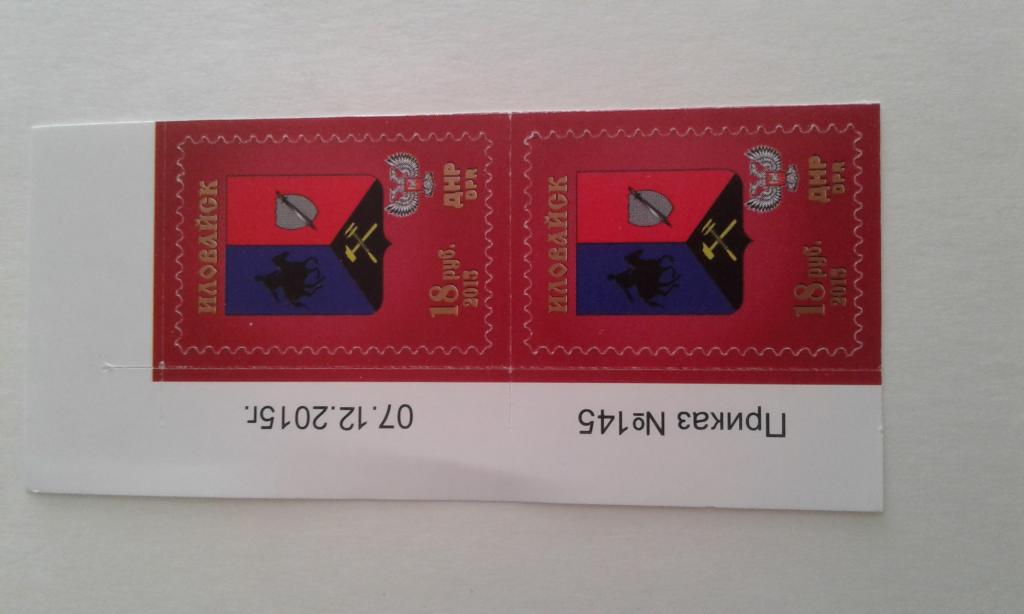 ИЛОВАЙСК
18 руб.
2015
ДНР
DPR
ИЛОВАЙСК
18 руб.
2015
ДНР
DPR
Приказ №145
07.12.2015г.